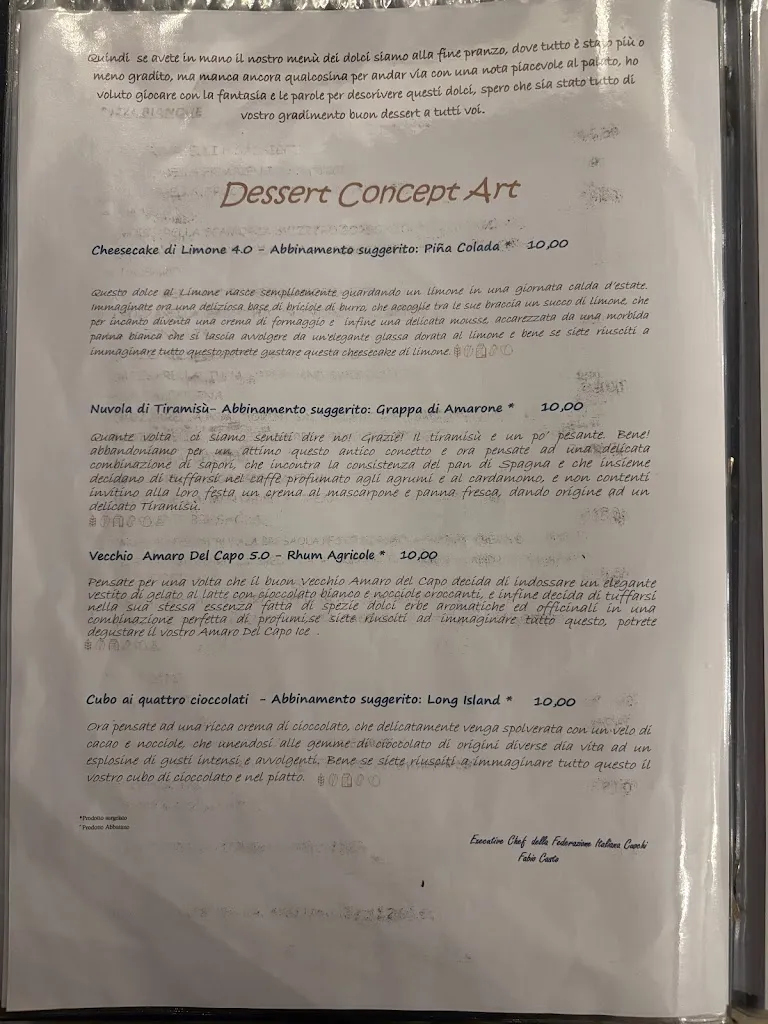 Quindi se avete in mano il nostro menù dei dolci siamo alla fine pranzo, dove tutto è stato più o
meno gradito, ma manca ancora qualcosina per andar via con una nota piacevole al palato, ho
voluto giocare con la fantasia e le parole per descrivere questi dolci, spero che sia stato tutto di
vostro gradimento buon dessert a tutti voi.
Dessert Concept Art
Cheesecake di Limone 4.0 - Abbinamento suggerito: Piña Colada * 10,00
Questo dolce al Limone nasce semplicemente guardando un limone in una giornata calda d'estate.
Immaginate ora una deliziosa base di briciole di burro, che accoglie tra le sue braccia un succo di limone, che
per incanto diventa una crema di formaggio e infine una delicata mousse, accarezzata da una morbida
panna bianca che si lascia avvolgere da un'elegante glassa dorata al limone e bene se siete riusciti a
immaginare tutto questo,potrete gustare questa cheesecake di limone.
Nuvola di Tiramisù- Abbinamento suggerito: Grappa di Amarone * 10,00
Quante volta ci siamo sentiti dire no! Grazie! Il tiramisù e un po' pesante. Bene!
abbandoniamo per un attimo questo antico concetto e ora pensate ad una delicata
combinazione di sapori, che incontra la consistenza del pan di Spagna e che insieme
decidano di tuffarsi nel caffè profumato agli agrumi e al cardamomo, e non contenti
invitino alla loro festa un crema al mascarpone e panna fresca, dando origine ad un
delicato Tiramisù.
Vecchio Amaro Del Capo 5.0 - Rhum Agricole * 10,00
Pensate per una volta che il buon Vecchio Amaro del Capo decida di indossare un elegante
vestito di gelato al latte con cioccolato bianco e nocciole croccanti, e infine decida di tuffarsi
nella sua stessa essenza fatta di spezie dolci erbe aromatiche ed officinali in una
combinazione perfetta di profumi,se siete riusciti ad immaginare tutto questo, potrete
degustare il vostro Amaro Del Capo Ice .
Cubo ai quattro cioccolati - Abbinamento suggerito: Long Island * 10,00
Ora pensate ad una ricca crema di cioccolato, che delicatamente venga spolverata con un velo di
cacao e nocciole, che unendosi alle gemme di cioccolato di origini diverse dia vita ad un
esplosine di gusti intensi e avvolgenti. Bene se siete riusciti a immaginare tutto questo il
vostro cubo di cioccolato e nel piatto.
*Prodotto surgelato
°Prodotto Abbattuto
Executive Chef della Federazione Italiana Cuochi
Fabio Custo